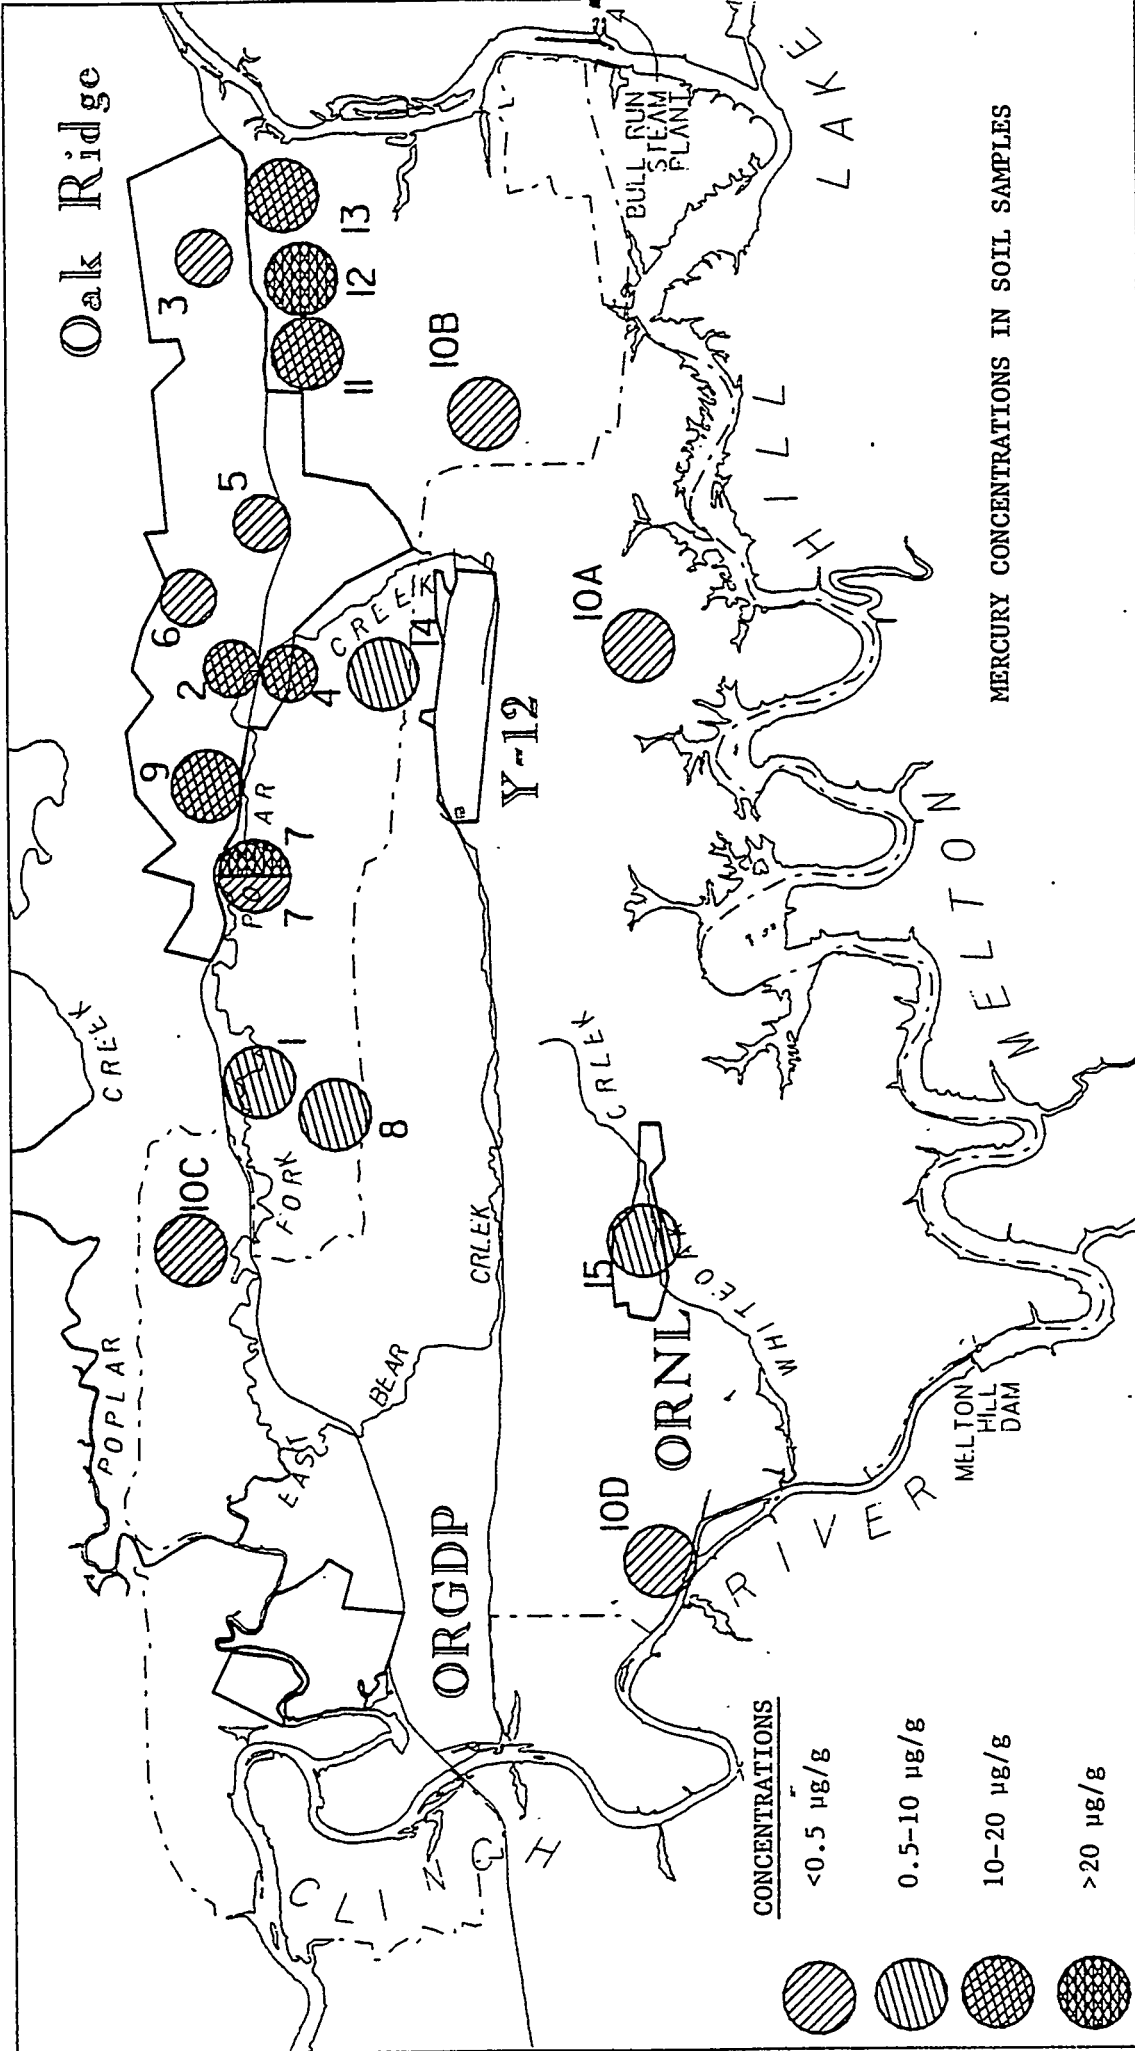 Oak Ridge
3
13
12
11
10B
5
6
2
4
9
7
7
14
CREEK
Y-12
10A
BULL RUN
STEAM
PLANT
MELTON HILL LAKE
CREEK
1
8
10C
POPLAR
EAST FORK POPLAR
BEAR
CREEK
CREEK
15
ORNL
WHITEOAK
10D
ORGDP
CLINCH RIVER
MELTON
HILL
DAM
MERCURY CONCENTRATIONS IN SOIL SAMPLES
CONCENTRATIONS
<0.5 µg/g
0.5-10 µg/g
10-20 µg/g
>20 µg/g